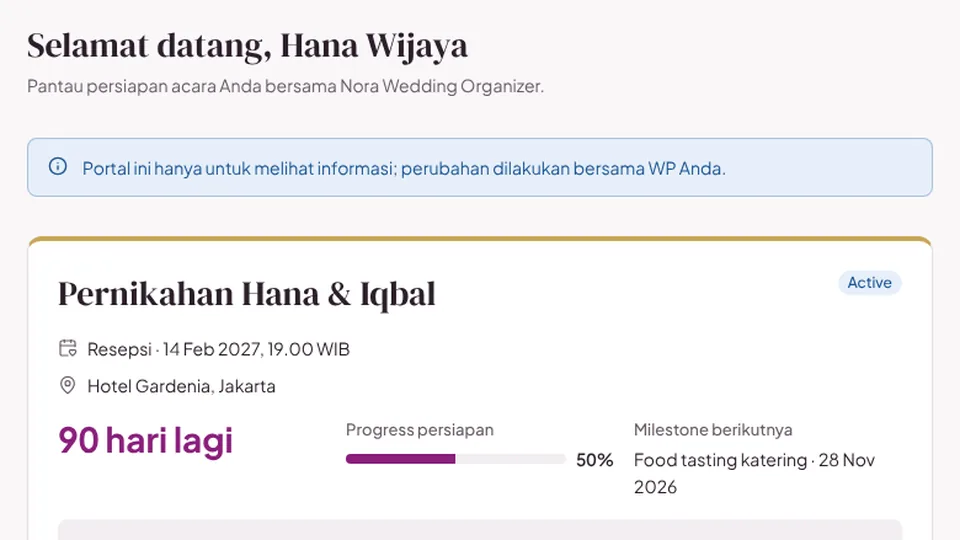 Selamat datang, Hana Wijaya
Pantau persiapan acara Anda bersama Nora Wedding Organizer.
Portal ini hanya untuk melihat informasi; perubahan dilakukan bersama WP Anda.
Pernikahan Hana & Iqbal
Active
Resepsi · 14 Feb 2027, 19.00 WIB
Hotel Gardenia, Jakarta
90 hari lagi
Progress persiapan
50%
Milestone berikutnya
Food tasting katering · 28 Nov
2026